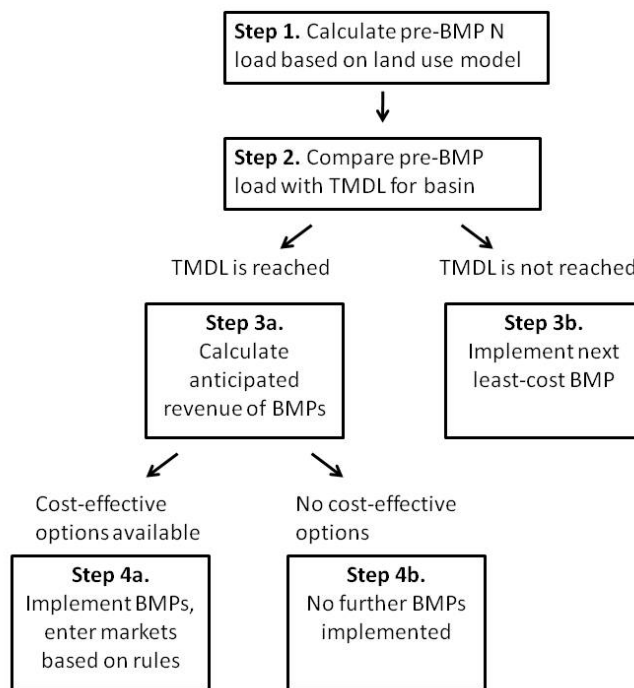 Step 1. Calculate pre-BMP N
load based on land use model
Step 2. Compare pre-BMP
load with TMDL for basin
TMDL is reached
TMDL is not reached
Step 3a.
Calculate
anticipated
revenue of BMPs
Step 3b.
Implement next
least-cost BMP
Cost-effective
options available
No cost-effective
options
Step 4a.
Implement BMPs,
enter markets
based on rules
Step 4b.
No further BMPs
implemented